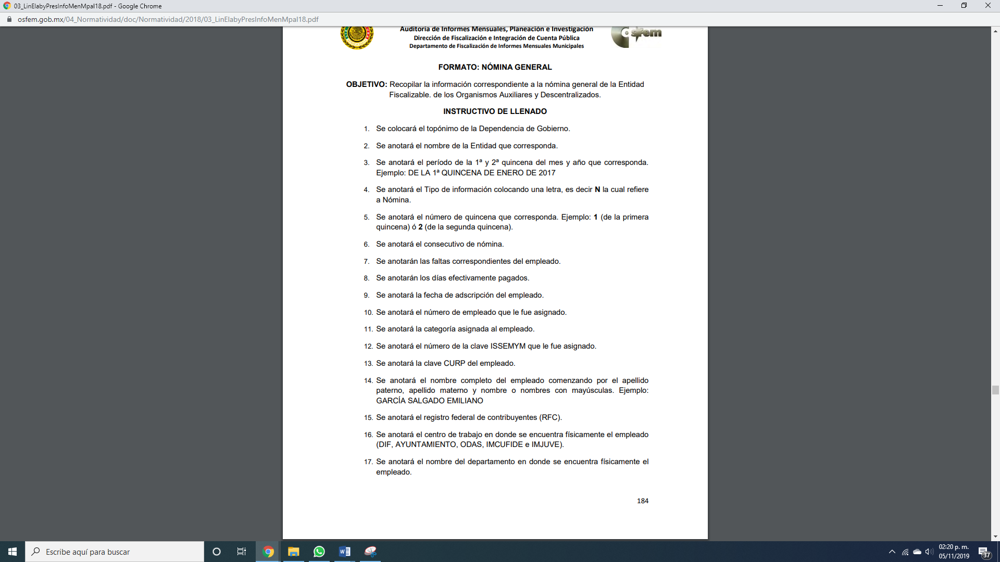 03_LinElabyPresInfoMenMpal18.pdf - Google Chrome
osfem.gob.mx/04_Normatividad/doc/Normatividad/2018/03_LinElabyPresInfoMenMpal18.pdf
Auditoría de Informes Mensuales, Planeación e Investigación
Dirección de Fiscalización e Integración de Cuenta Pública
Departamento de Fiscalización de Informes Mensuales Municipales
osfem
FORMATO: NÓMINA GENERAL
OBJETIVO: Recopilar la información correspondiente a la nómina general de la Entidad
Fiscalizable. de los Organismos Auxiliares y Descentralizados.
INSTRUCTIVO DE LLENADO
1. Se colocará el topónimo de la Dependencia de Gobierno.
2. Se anotará el nombre de la Entidad que corresponda.
3. Se anotará el período de la 1ª y 2ª quincena del mes y año que corresponda.
Ejemplo: DE LA 1ª QUINCENA DE ENERO DE 2017
4. Se anotará el Tipo de información colocando una letra, es decir N la cual refiere
a Nómina.
5. Se anotará el número de quincena que corresponda. Ejemplo: 1 (de la primera
quincena) ó 2 (de la segunda quincena).
6. Se anotará el consecutivo de nómina.
7. Se anotarán las faltas correspondientes del empleado.
8. Se anotarán los días efectivamente pagados.
9. Se anotará la fecha de adscripción del empleado.
10. Se anotará el número de empleado que le fue asignado.
11. Se anotará la categoría asignada al empleado.
12. Se anotará el número de la clave ISSEMYM que le fue asignado.
13. Se anotará la clave CURP del empleado.
14. Se anotará el nombre completo del empleado comenzando por el apellido
paterno, apellido materno y nombre o nombres con mayúsculas. Ejemplo:
GARCÍA SALGADO EMILIANO
15. Se anotará el registro federal de contribuyentes (RFC).
16. Se anotará el centro de trabajo en donde se encuentra físicamente el empleado
(DIF, AYUNTAMIENTO, ODAS, IMCUFIDE e IMJUVE).
17. Se anotará el nombre del departamento en donde se encuentra físicamente el
empleado.
184
Escribe aquí para buscar
02:20 p. m.
05/11/2019
37